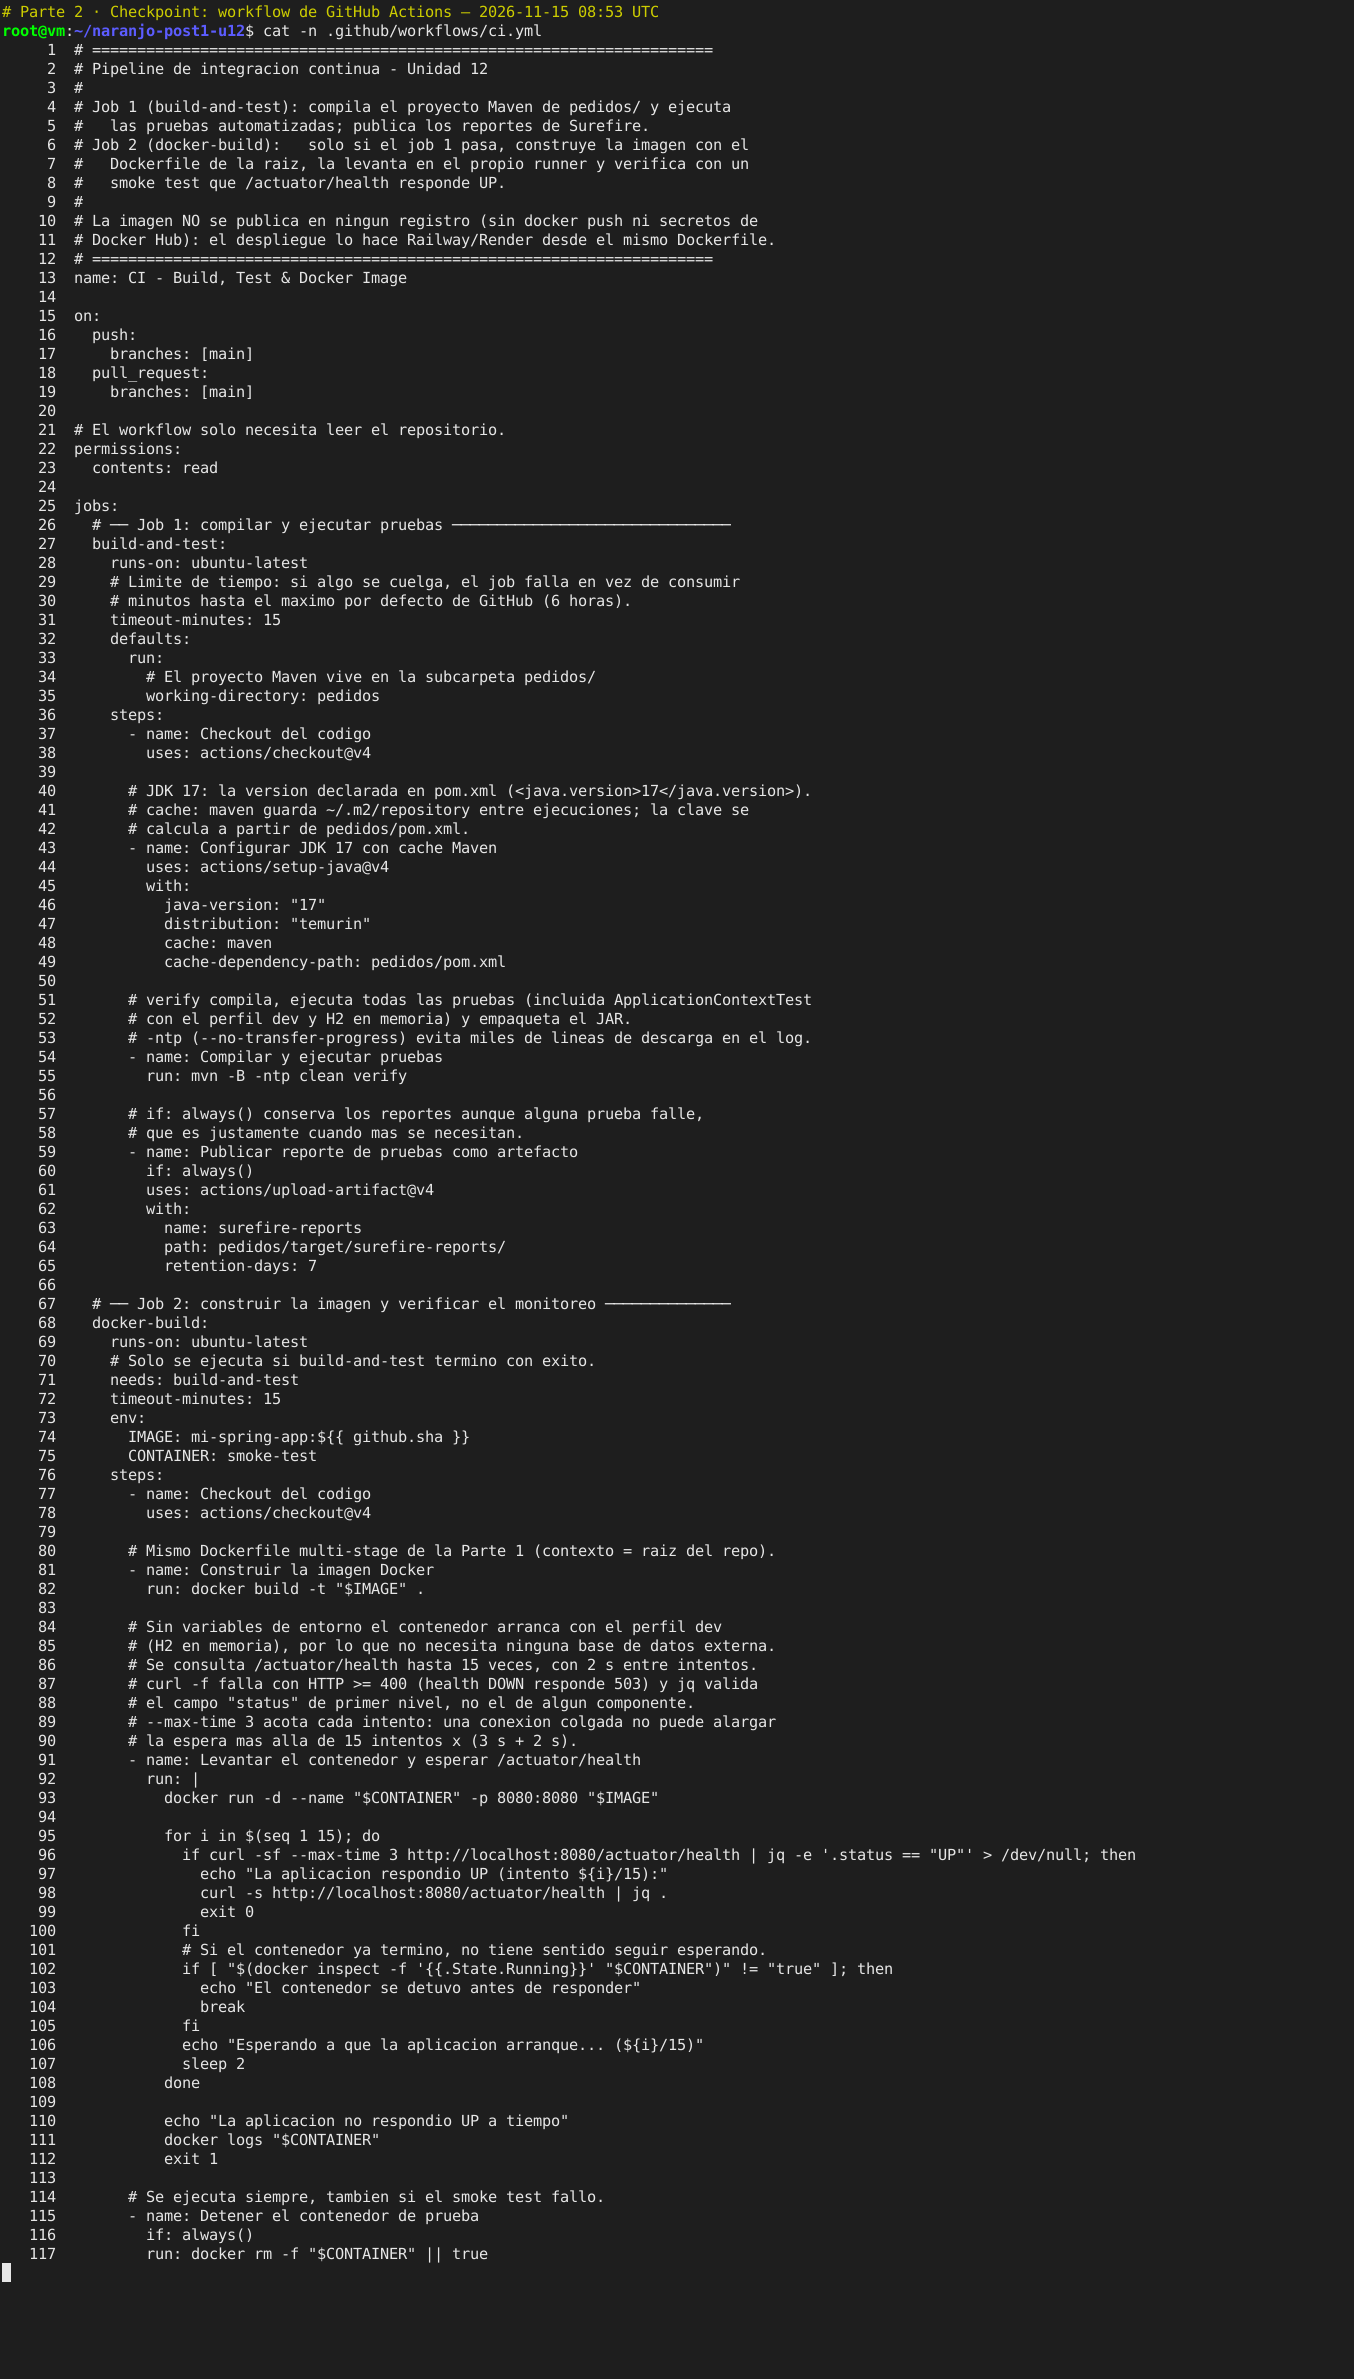 # Parte 2 · Checkpoint: workflow de GitHub Actions — 2026-11-15 08:53 UTC
root@vm:~/naranjo-post1-u12$ cat -n .github/workflows/ci.yml
     1  # =====================================================================
     2  # Pipeline de integracion continua - Unidad 12
     3  #
     4  # Job 1 (build-and-test): compila el proyecto Maven de pedidos/ y ejecuta
     5  #   las pruebas automatizadas; publica los reportes de Surefire.
     6  # Job 2 (docker-build):   solo si el job 1 pasa, construye la imagen con el
     7  #   Dockerfile de la raiz, la levanta en el propio runner y verifica con un
     8  #   smoke test que /actuator/health responde UP.
     9  #
    10  # La imagen NO se publica en ningun registro (sin docker push ni secretos de
    11  # Docker Hub): el despliegue lo hace Railway/Render desde el mismo Dockerfile.
    12  # =====================================================================
    13  name: CI - Build, Test & Docker Image
    14
    15  on:
    16    push:
    17      branches: [main]
    18    pull_request:
    19      branches: [main]
    20
    21  # El workflow solo necesita leer el repositorio.
    22  permissions:
    23    contents: read
    24
    25  jobs:
    26    # ── Job 1: compilar y ejecutar pruebas ───────────────────────────────
    27    build-and-test:
    28      runs-on: ubuntu-latest
    29      # Limite de tiempo: si algo se cuelga, el job falla en vez de consumir
    30      # minutos hasta el maximo por defecto de GitHub (6 horas).
    31      timeout-minutes: 15
    32      defaults:
    33        run:
    34          # El proyecto Maven vive en la subcarpeta pedidos/
    35          working-directory: pedidos
    36      steps:
    37        - name: Checkout del codigo
    38          uses: actions/checkout@v4
    39
    40        # JDK 17: la version declarada en pom.xml (<java.version>17</java.version>).
    41        # cache: maven guarda ~/.m2/repository entre ejecuciones; la clave se
    42        # calcula a partir de pedidos/pom.xml.
    43        - name: Configurar JDK 17 con cache Maven
    44          uses: actions/setup-java@v4
    45          with:
    46            java-version: "17"
    47            distribution: "temurin"
    48            cache: maven
    49            cache-dependency-path: pedidos/pom.xml
    50
    51        # verify compila, ejecuta todas las pruebas (incluida ApplicationContextTest
    52        # con el perfil dev y H2 en memoria) y empaqueta el JAR.
    53        # -ntp (--no-transfer-progress) evita miles de lineas de descarga en el log.
    54        - name: Compilar y ejecutar pruebas
    55          run: mvn -B -ntp clean verify
    56
    57        # if: always() conserva los reportes aunque alguna prueba falle,
    58        # que es justamente cuando mas se necesitan.
    59        - name: Publicar reporte de pruebas como artefacto
    60          if: always()
    61          uses: actions/upload-artifact@v4
    62          with:
    63            name: surefire-reports
    64            path: pedidos/target/surefire-reports/
    65            retention-days: 7
    66
    67    # ── Job 2: construir la imagen y verificar el monitoreo ──────────────
    68    docker-build:
    69      runs-on: ubuntu-latest
    70      # Solo se ejecuta si build-and-test termino con exito.
    71      needs: build-and-test
    72      timeout-minutes: 15
    73      env:
    74        IMAGE: mi-spring-app:${{ github.sha }}
    75        CONTAINER: smoke-test
    76      steps:
    77        - name: Checkout del codigo
    78          uses: actions/checkout@v4
    79
    80        # Mismo Dockerfile multi-stage de la Parte 1 (contexto = raiz del repo).
    81        - name: Construir la imagen Docker
    82          run: docker build -t "$IMAGE" .
    83
    84        # Sin variables de entorno el contenedor arranca con el perfil dev
    85        # (H2 en memoria), por lo que no necesita ninguna base de datos externa.
    86        # Se consulta /actuator/health hasta 15 veces, con 2 s entre intentos.
    87        # curl -f falla con HTTP >= 400 (health DOWN responde 503) y jq valida
    88        # el campo "status" de primer nivel, no el de algun componente.
    89        # --max-time 3 acota cada intento: una conexion colgada no puede alargar
    90        # la espera mas alla de 15 intentos x (3 s + 2 s).
    91        - name: Levantar el contenedor y esperar /actuator/health
    92          run: |
    93            docker run -d --name "$CONTAINER" -p 8080:8080 "$IMAGE"
    94
    95            for i in $(seq 1 15); do
    96              if curl -sf --max-time 3 http://localhost:8080/actuator/health | jq -e '.status == "UP"' > /dev/null; then
    97                echo "La aplicacion respondio UP (intento ${i}/15):"
    98                curl -s http://localhost:8080/actuator/health | jq .
    99                exit 0
   100              fi
   101              # Si el contenedor ya termino, no tiene sentido seguir esperando.
   102              if [ "$(docker inspect -f '{{.State.Running}}' "$CONTAINER")" != "true" ]; then
   103                echo "El contenedor se detuvo antes de responder"
   104                break
   105              fi
   106              echo "Esperando a que la aplicacion arranque... (${i}/15)"
   107              sleep 2
   108            done
   109
   110            echo "La aplicacion no respondio UP a tiempo"
   111            docker logs "$CONTAINER"
   112            exit 1
   113
   114        # Se ejecuta siempre, tambien si el smoke test fallo.
   115        - name: Detener el contenedor de prueba
   116          if: always()
   117          run: docker rm -f "$CONTAINER" || true